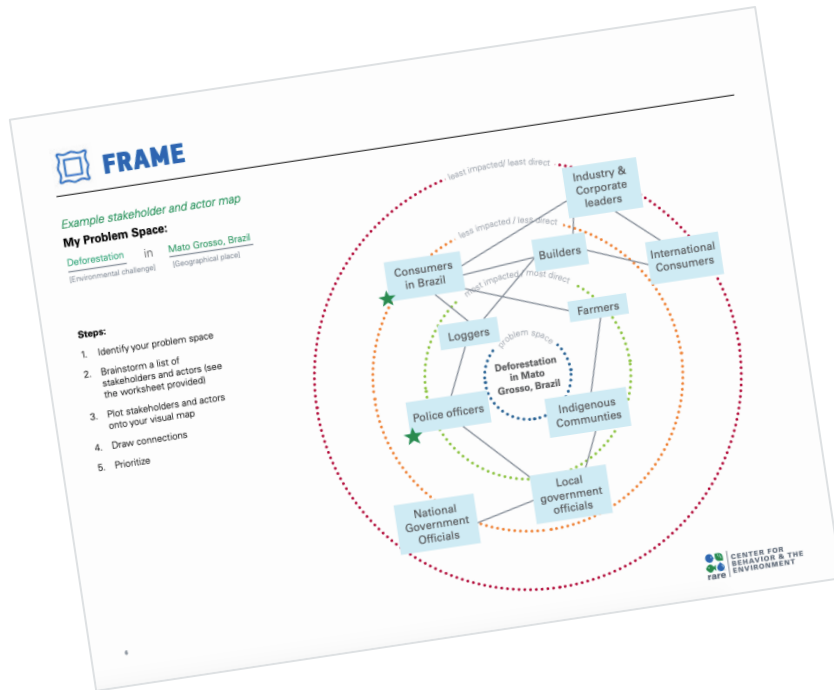 FRAME
Example stakeholder and actor map
My Problem Space:
Deforestation in Mato Grosso, Brazil
(Environmental challenge) (Geographical place)
Steps:
1. Identify your problem space
2. Brainstorm a list of
stakeholders and actors (see
the worksheet provided)
3. Plot stakeholders and actors
onto your visual map
4. Draw connections
5. Prioritize
least impacted/ least direct
Industry &
Corporate
leaders
less impacted / less direct
Builders
International
Consumers
Consumers
in Brazil
most impacted / most direct
Farmers
Loggers
problem space
Deforestation
in Mato
Grosso, Brazil
Police officers
Indigenous
Communties
Local
government
officials
National
Government
Officials
rare
CENTER FOR
BEHAVIOR & THE
ENVIRONMENT